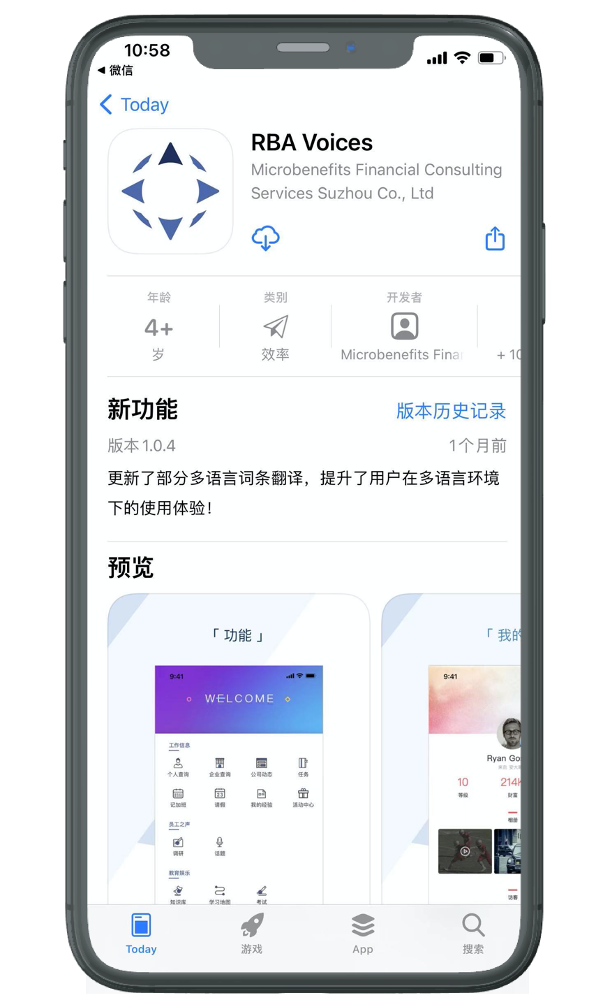 10:58
微信
Today
RBA Voices
Microbenefits Financial Consulting
Services Suzhou Co., Ltd
年龄
类别
开发者
4+
岁
效率
Microbenefits Fina
+ 10
新功能
版本历史记录
版本 1.0.4
1个月前
更新了部分多语言词条翻译，提升了用户在多语言环境
下的使用体验！
预览
「 功能 」
「 我的
9:41
WELCOME
工作信息
个人查询
企业查询
公司动态
任务
23
记加班
请假
我的经验
活动中心
员工之声
调研
话题
教育娱乐
知识库
学习地图
考试
9:41
Ryan Go
来自
10
214K
等级
财富
相册
访客
Today
游戏
App
搜索